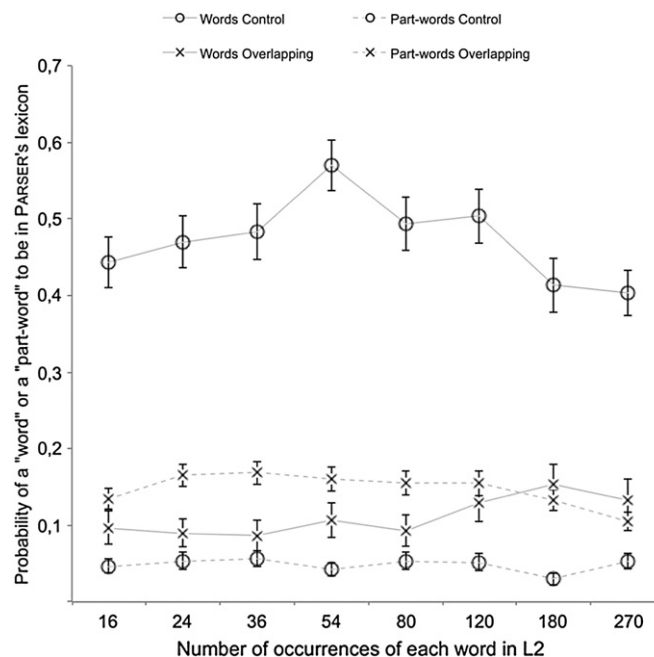 Words Control
Part-words Control
Words Overlapping
Part-words Overlapping
Probability of a "word" or a "part-word" to be in PARSER's lexicon
0,7
0,6
0,5
0,4
0,3
0,2
0,1
16 24 36 54 80 120 180 270
Number of occurrences of each word in L2